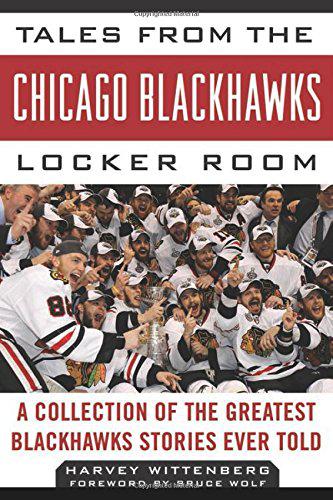 TALES FROM THE
CHICAGO BLACKHAWKS
LOCKER ROOM
88
A COLLECTION OF THE GREATEST
BLACKHAWKS STORIES EVER TOLD
HARVEY WITTENBERG
FOREWORD BY BRUCE WOLF